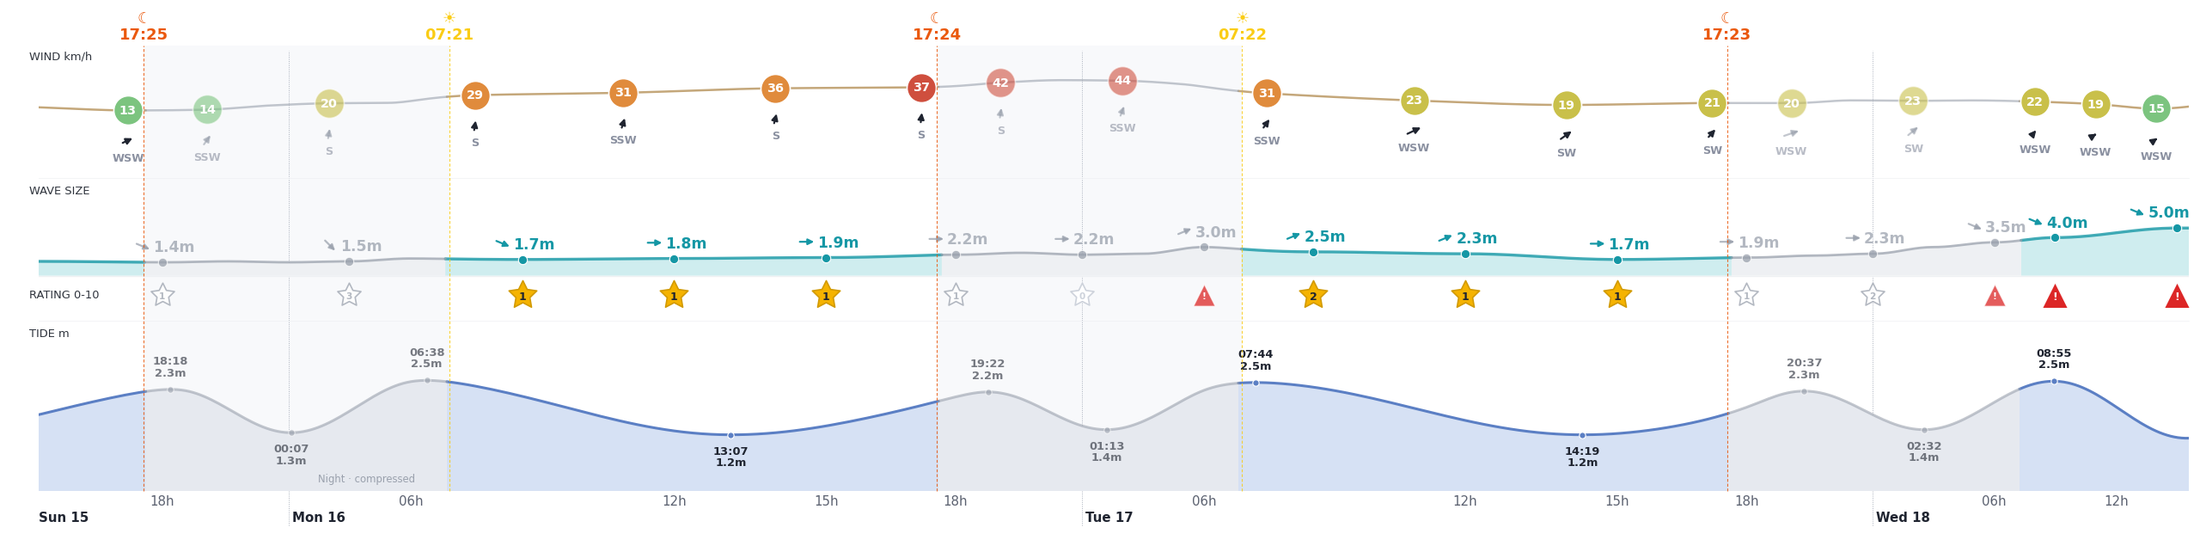 17:25
07:21
17:24
07:22
17:23
WIND km/h
13 14 20 29 31 36 37 42 44 31 23 19 21 20 23 22 19 15
WSW SSW S S SSW S S S SSW SSW WSW SW SW WSW SW WSW WSW WSW
WAVE SIZE
1.4m 1.5m 1.7m 1.8m 1.9m 2.2m 2.2m 3.0m 2.5m 2.3m 1.7m 1.9m 2.3m 3.5m 4.0m 5.0m
RATING 0-10
1 3 1 1 1 1 0 ! 2 1 1 1 2 ! ! !
TIDE m
18:18
2.3m
00:07
1.3m
06:38
2.5m
13:07
1.2m
19:22
2.2m
01:13
1.4m
07:44
2.5m
14:19
1.2m
20:37
2.3m
02:32
1.4m
08:55
2.5m
Night · compressed
18h 06h 12h 15h 18h 06h 12h 15h 18h 06h 12h
Sun 15 Mon 16 Tue 17 Wed 18